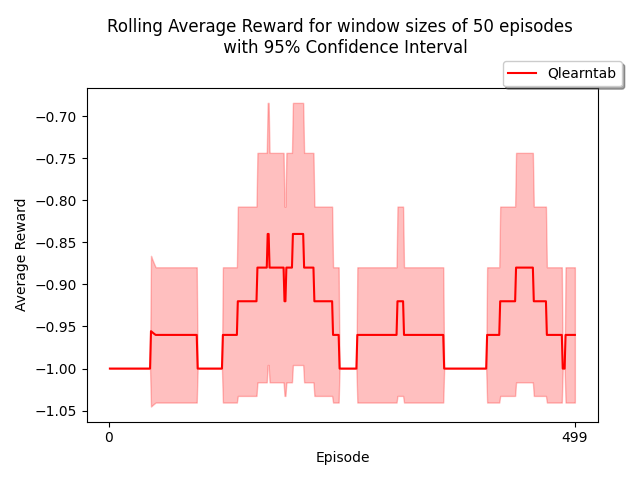 Rolling Average Reward for window sizes of 50 episodes
with 95% Confidence Interval
Qlearntab
−0.70
−0.75
−0.80
−0.85
−0.90
−0.95
−1.00
−1.05
Average Reward
0
499
Episode